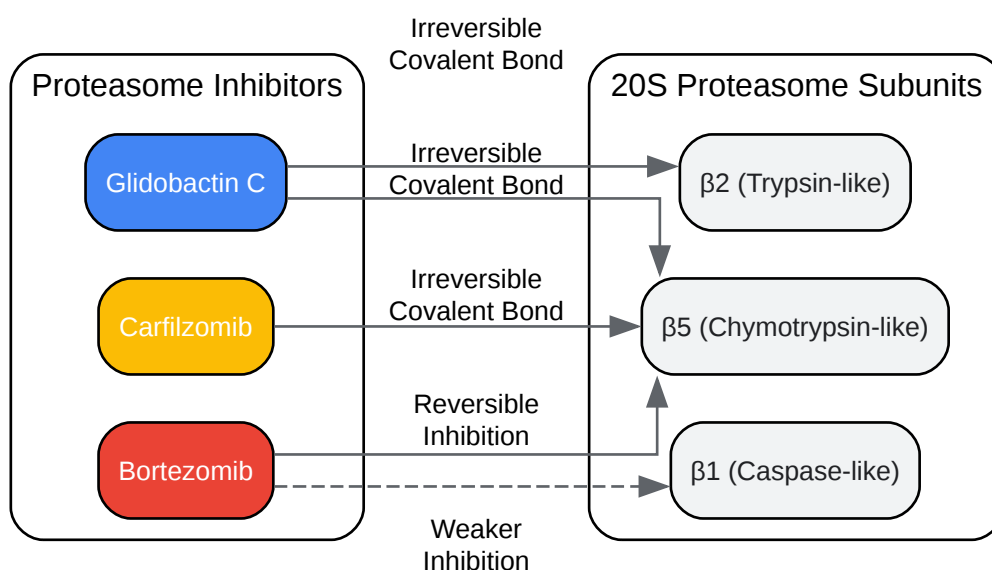 Irreversible
Covalent Bond
Proteasome Inhibitors
20S Proteasome Subunits
Glidobactin C
Irreversible
Covalent Bond
β2 (Trypsin-like)
Carfilzomib
Irreversible
Covalent Bond
β5 (Chymotrypsin-like)
Bortezomib
Reversible
Inhibition
β1 (Caspase-like)
Weaker
Inhibition